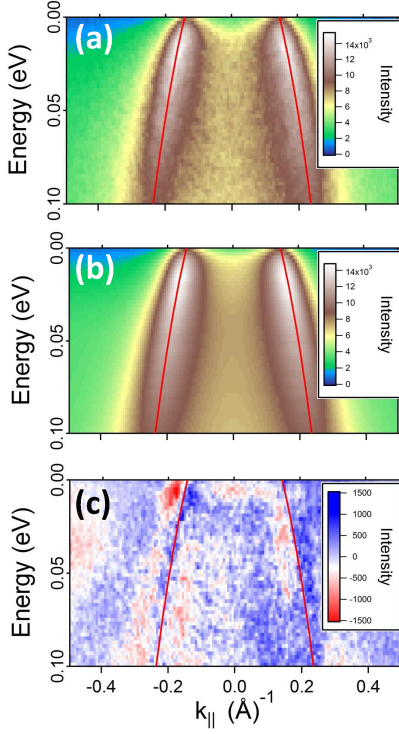 (a)
Energy (eV)
0.00
0.05
0.10
14x10³
12
10
8
6
4
2
0
Intensity
(b)
Energy (eV)
0.00
0.05
0.10
14x10³
12
10
8
6
4
2
0
Intensity
(c)
Energy (eV)
0.00
0.05
0.10
1500
1000
500
0
-500
-1000
-1500
Intensity
-0.4
-0.2
0.0
0.2
0.4
k|| (Å)⁻¹